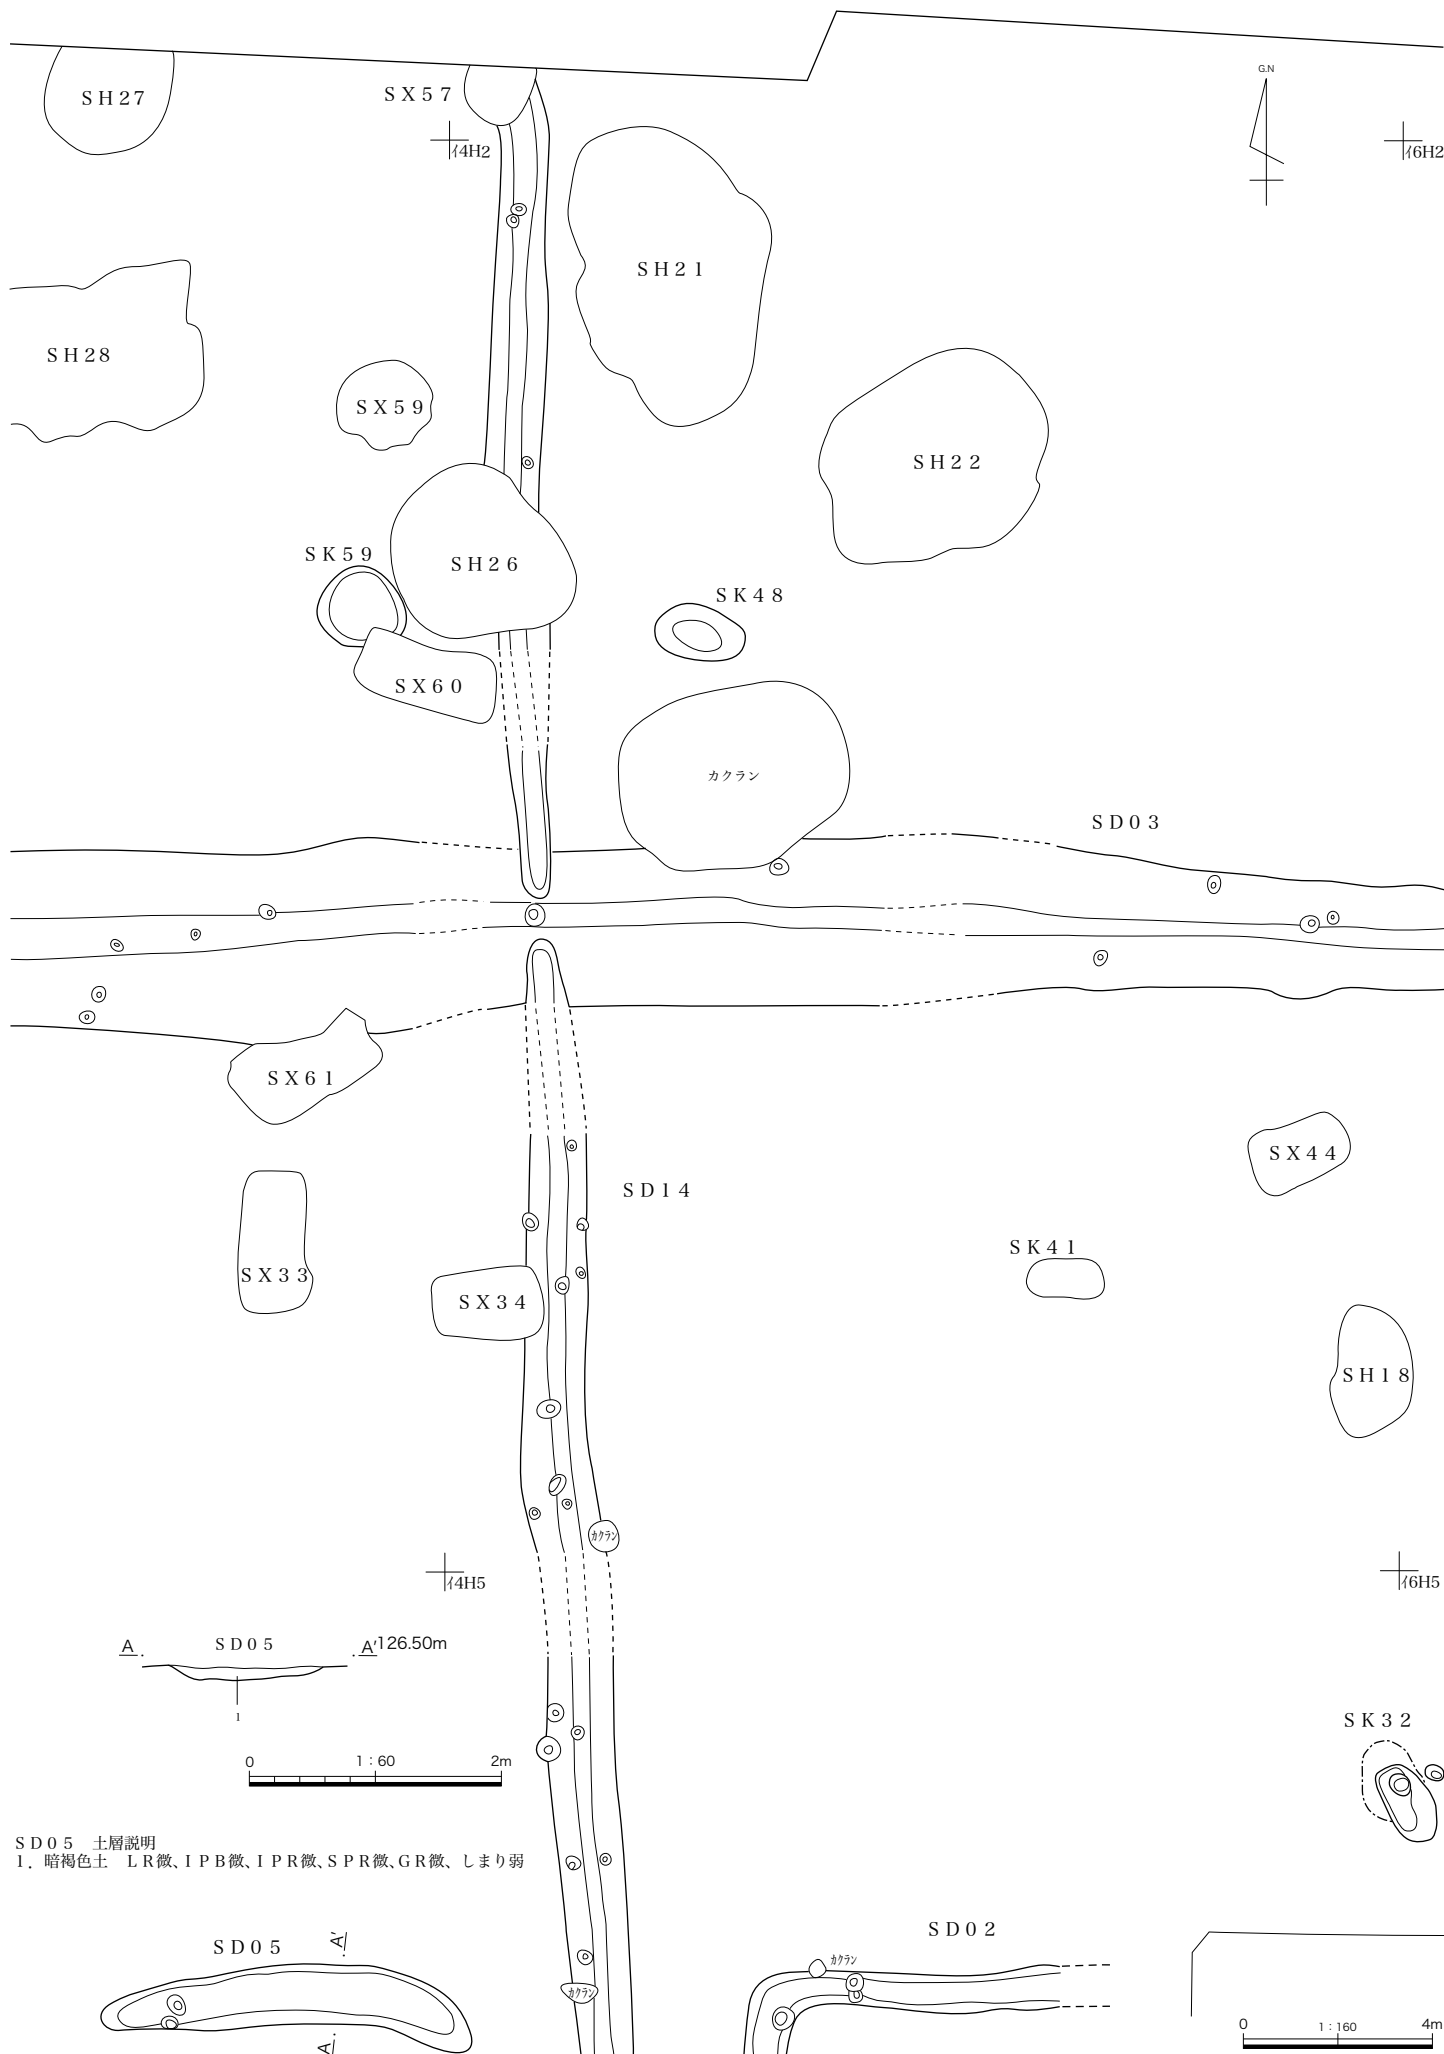 G.N
ＳＨ２７
ＳＸ５７
ｲ4H2
ｲ6H2
ＳＨ２１
ＳＨ２８
ＳＸ５９
ＳＨ２２
ＳＫ５９
ＳＨ２６
ＳＫ４８
ＳＸ６０
カクラン
ＳＤ０３
ＳＸ６１
ＳＸ４４
ＳＤ１４
ＳＫ４１
ＳＸ３３
ＳＸ３４
ＳＨ１８
ｶｸﾗﾝ
ｲ4H5
ｲ6H5
A
ＳＤ０５
A′126.50m
1
ＳＫ３２
0 1：60 2m
ＳＤ０５　土層説明
１．暗褐色土　ＬＲ微、ＩＰＢ微、ＩＰＲ微、ＳＰＲ微、ＧＲ微、しまり弱
ＳＤ０５
A′
ＳＤ０２
ｶｸﾗﾝ
ｶｸﾗﾝ
A
0 1：160 4m